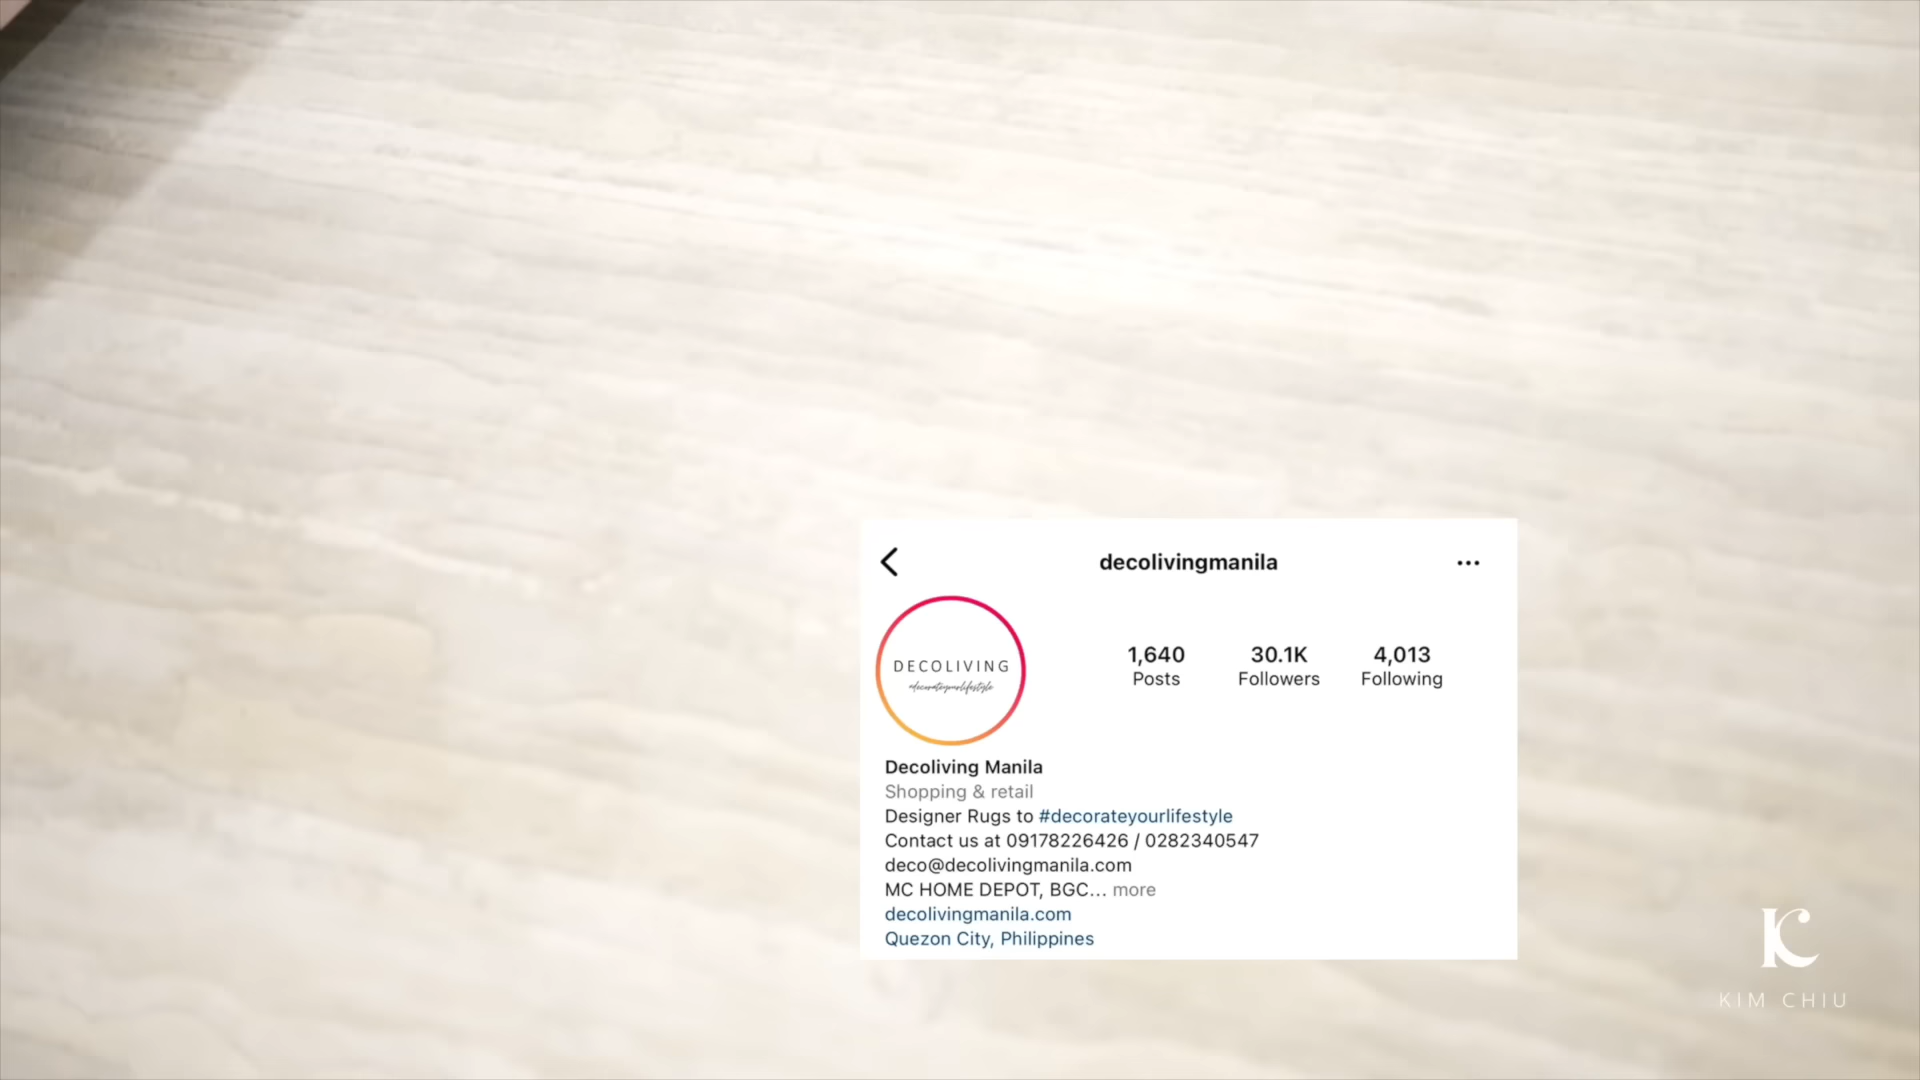 decolivingmanila
DECOLIVING
#decorateyourlifestyle
1,640 30.1K 4,013
Posts Followers Following
Decoliving Manila
Shopping & retail
Designer Rugs to #decorateyourlifestyle
Contact us at 09178226426 / 0282340547
deco@decolivingmanila.com
MC HOME DEPOT, BGC... more
decolivingmanila.com
Quezon City, Philippines
KC
KIM CHIU